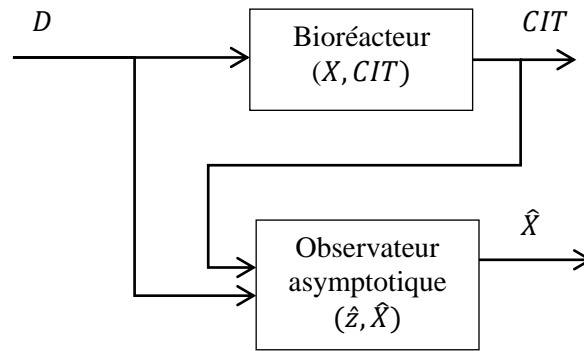 D
CIT
Bioréacteur
(X, CIT)
X̂
Observateur
asymptotique
(ẑ, X̂)